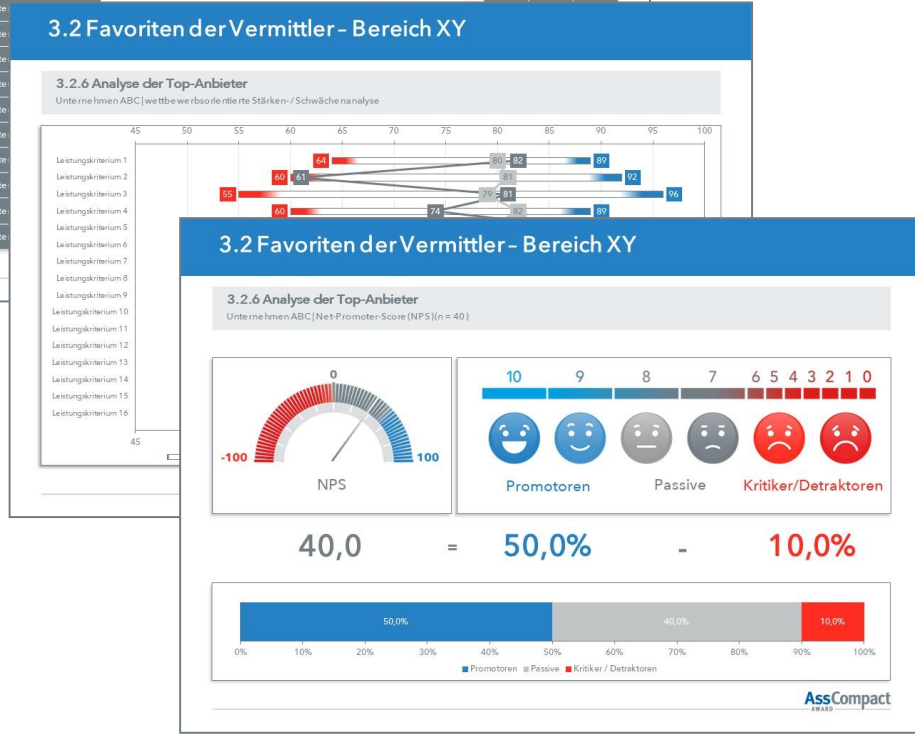 3.2 Favoriten der Vermittler – Bereich XY
3.2.6 Analyse der Top-Anbieter
Unternehmen ABC | wettbewerbsorientierte Stärken- / Schwächenanalyse
45 50 55 60 65 70 75 80 85 90 95 100
Leistungskriterium 1 64 80 82 89
Leistungskriterium 2 60 61 81 92
Leistungskriterium 3 55 79 81 96
Leistungskriterium 4 60 74 82 89
Leistungskriterium 5
Leistungskriterium 6
Leistungskriterium 7
Leistungskriterium 8
Leistungskriterium 9
Leistungskriterium 10
Leistungskriterium 11
Leistungskriterium 12
Leistungskriterium 13
Leistungskriterium 14
Leistungskriterium 15
Leistungskriterium 16
45
3.2 Favoriten der Vermittler – Bereich XY
3.2.6 Analyse der Top-Anbieter
Unternehmen ABC | Net-Promoter-Score (NPS) (n = 40)
0
-100 100
NPS
10 9 8 7 6 5 4 3 2 1 0
Promotoren Passive Kritiker/Detraktoren
40,0 = 50,0% - 10,0%
50,0% 40,0% 10,0%
0% 10% 20% 30% 40% 50% 60% 70% 80% 90% 100%
Promotoren Passive Kritiker / Detraktoren
AssCompact
AWARD